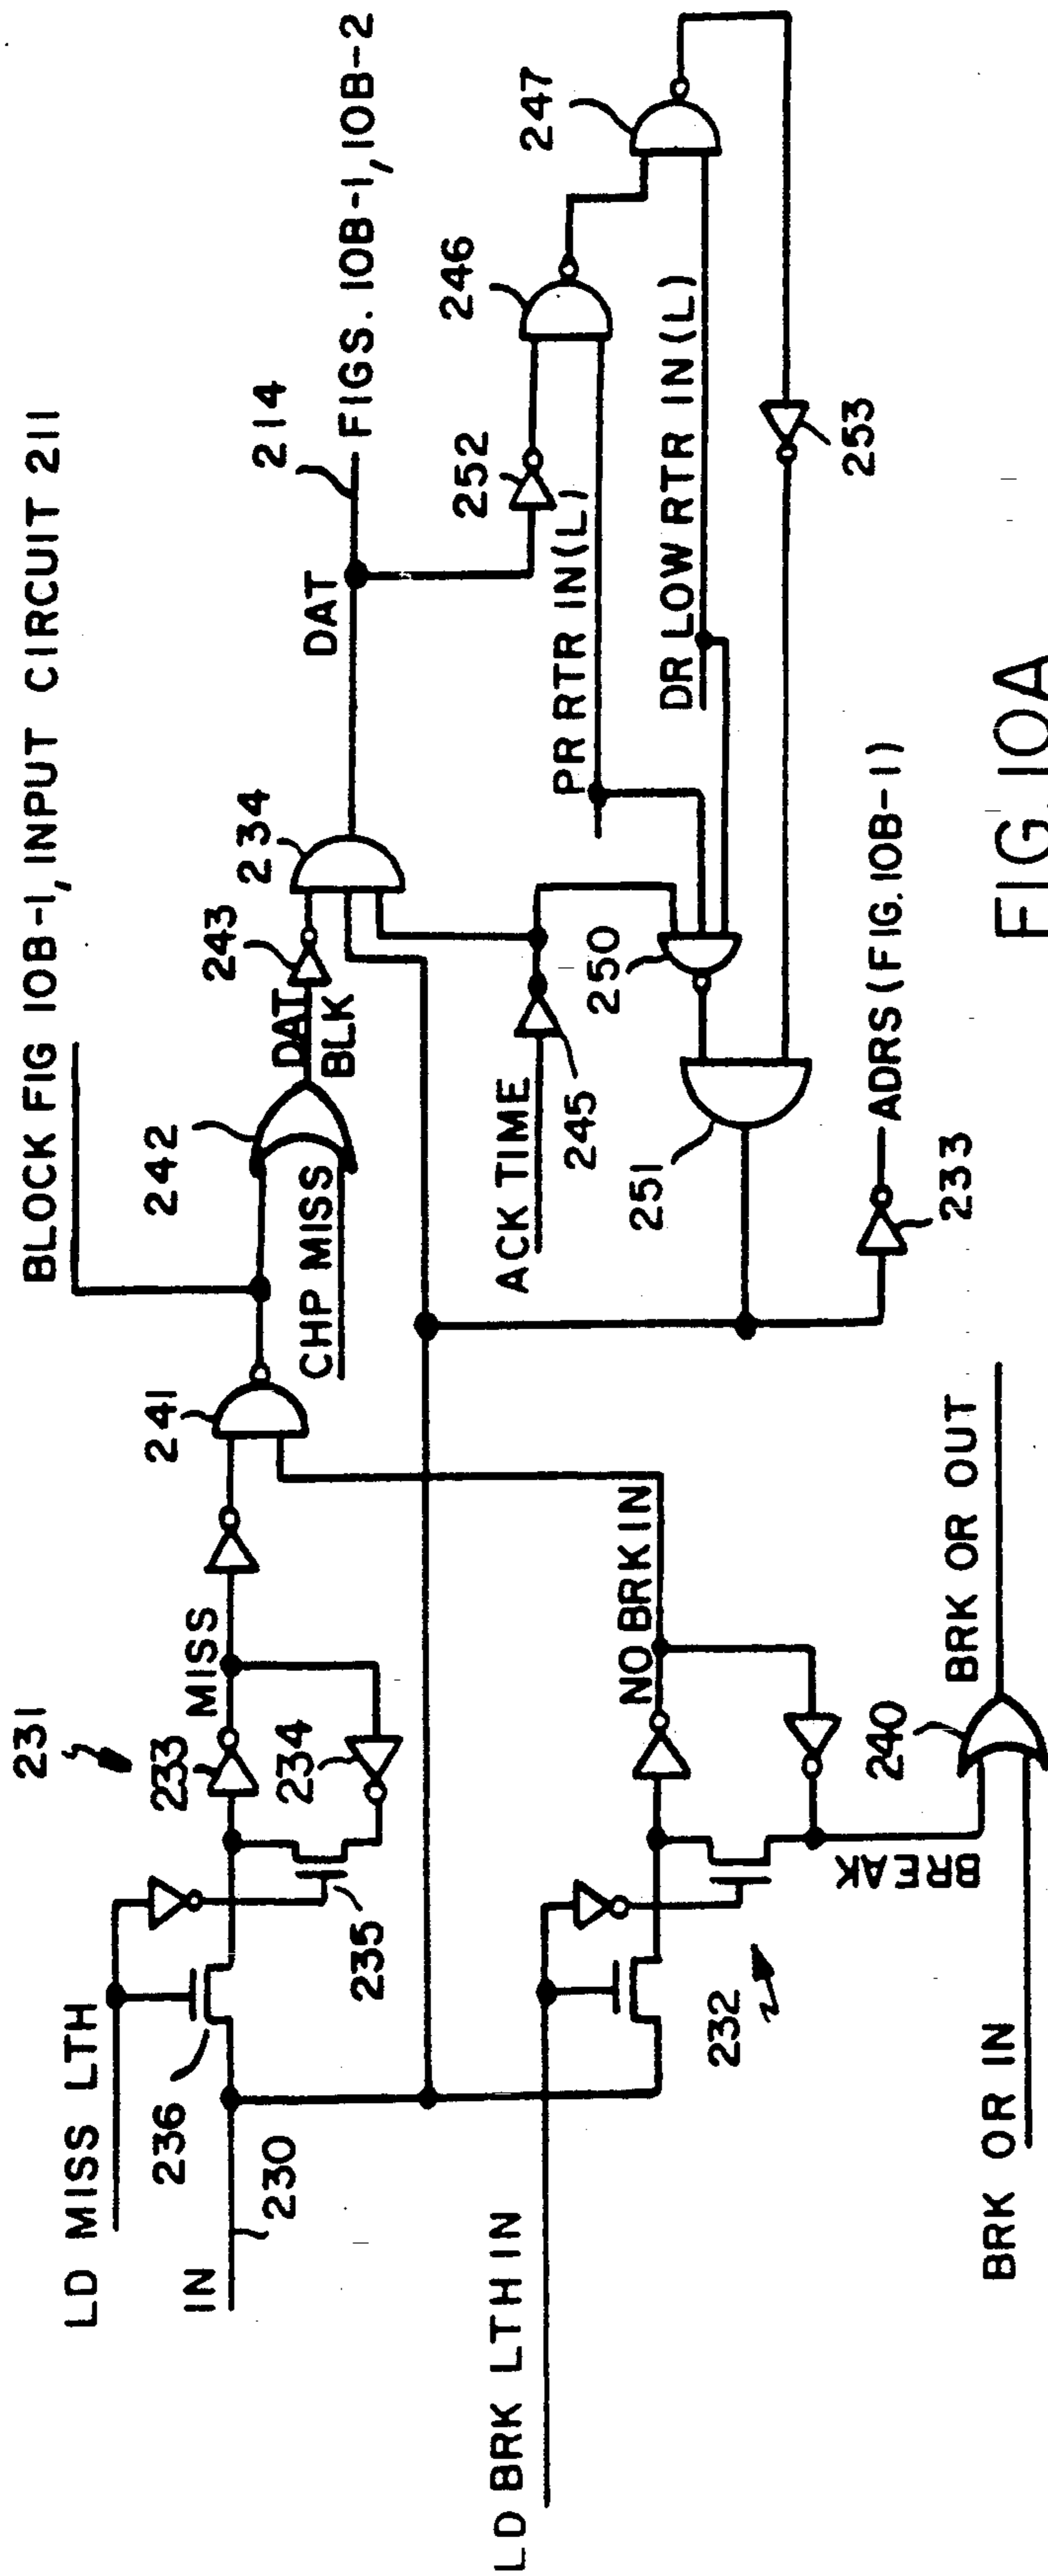 BLOCK FIG 10B-1, INPUT CIRCUIT 211
231
LD MISS LTH
236
IN
230
233
MISS
234
235
241
242
CHP MISS
DAT
BLK
243
234
DAT
214
FIGS. 10B-1, 10B-2
252
246
247
PR RTR IN(L)
DR LOW RTR IN(L)
253
ACK TIME
245
250
251
233
ADRS (FIG. 10B-1)
LD BRK LTH IN
232
NO BRK IN
BREAK
240
BRK OR IN
BRK OR OUT
FIG. 10A